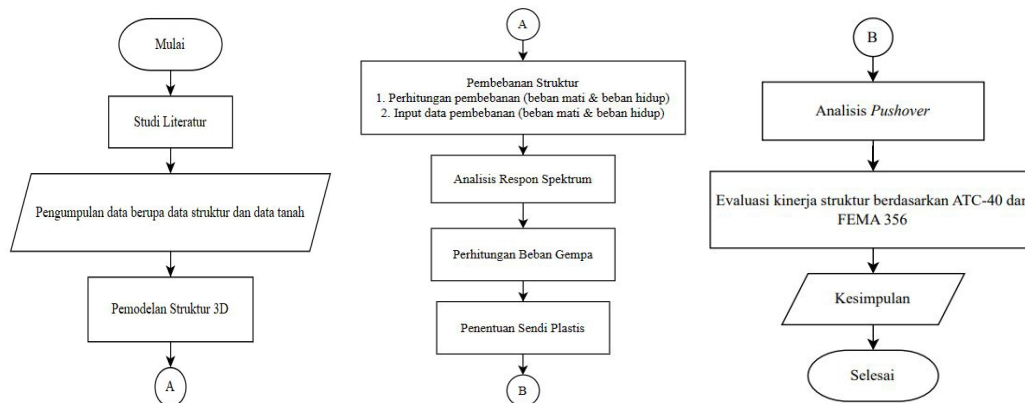 Mulai
Studi Literatur
Pengumpulan data berupa data struktur dan data tanah
Pemodelan Struktur 3D
A
A
Pembebanan Struktur
1. Perhitungan pembebanan (beban mati & beban hidup)
2. Input data pembebanan (beban mati & beban hidup)
Analisis Respon Spektrum
Perhitungan Beban Gempa
Penentuan Sendi Plastis
B
B
Analisis Pushover
Evaluasi kinerja struktur berdasarkan ATC-40 dan
FEMA 356
Kesimpulan
Selesai